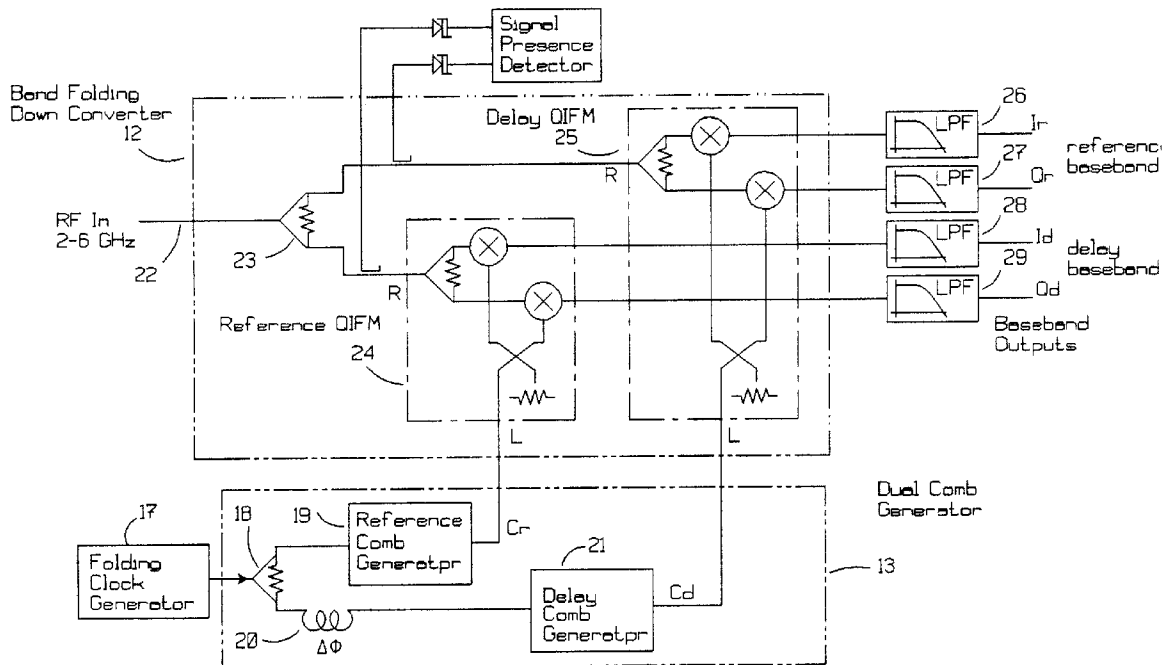 Signal
Presence
Detector
Band Folding
Down Converter
12
Delay QIFM
25
R
RF In
2-6 GHz
22
23
R
Reference QIFM
24
L
L
LPF
26
Ir
reference
baseband
LPF
27
Qr
LPF
28
Id
delay
baseband
LPF
29
Qd
Baseband
Outputs
17
Folding
Clock
Generator
18
19
Reference
Comb
Generatpr
Cr
20
ΔΦ
21
Delay
Comb
Generatpr
Cd
Dual Comb
Generator
13